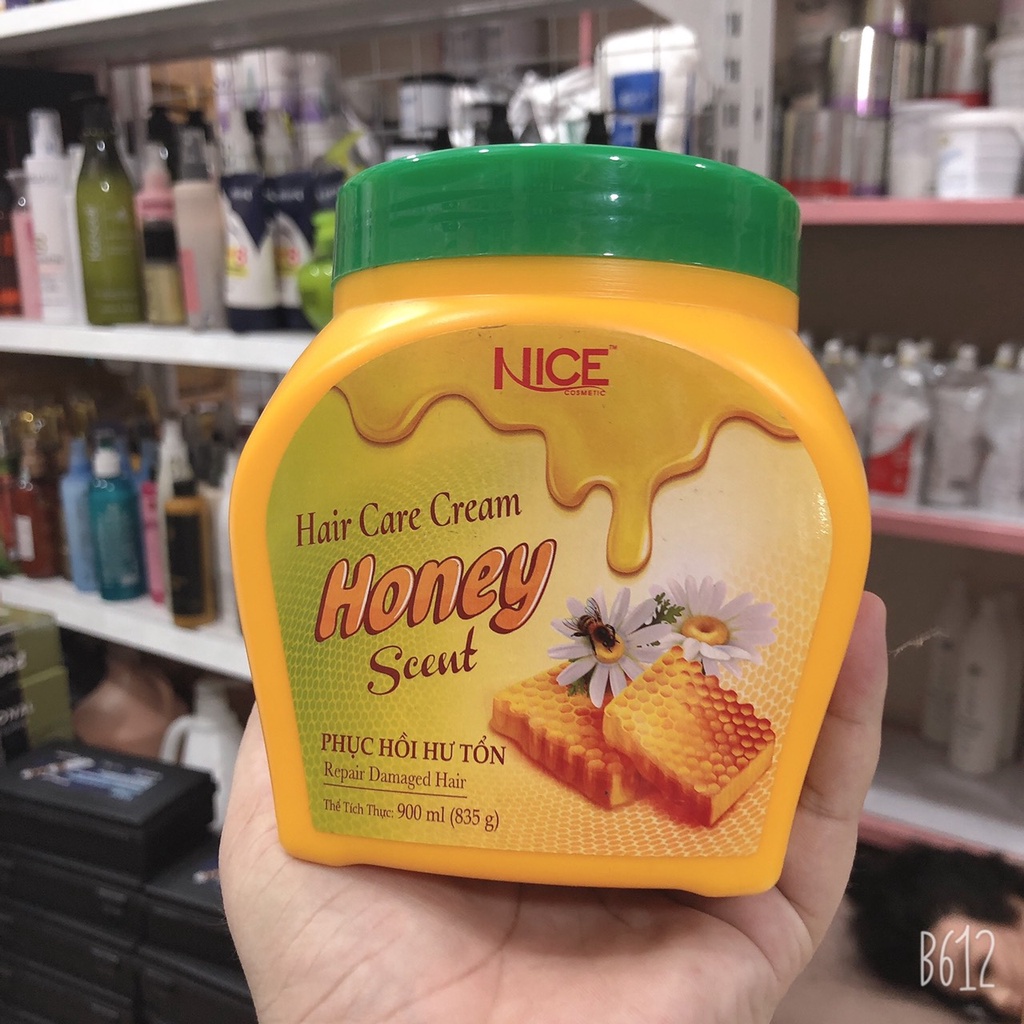 NICE™
COSMETIC
Hair Care Cream
Honey
Scent
PHỤC HỒI HƯ TỔN
Repair Damaged Hair
Thể Tích Thực: 900 ml (835 g)
B612